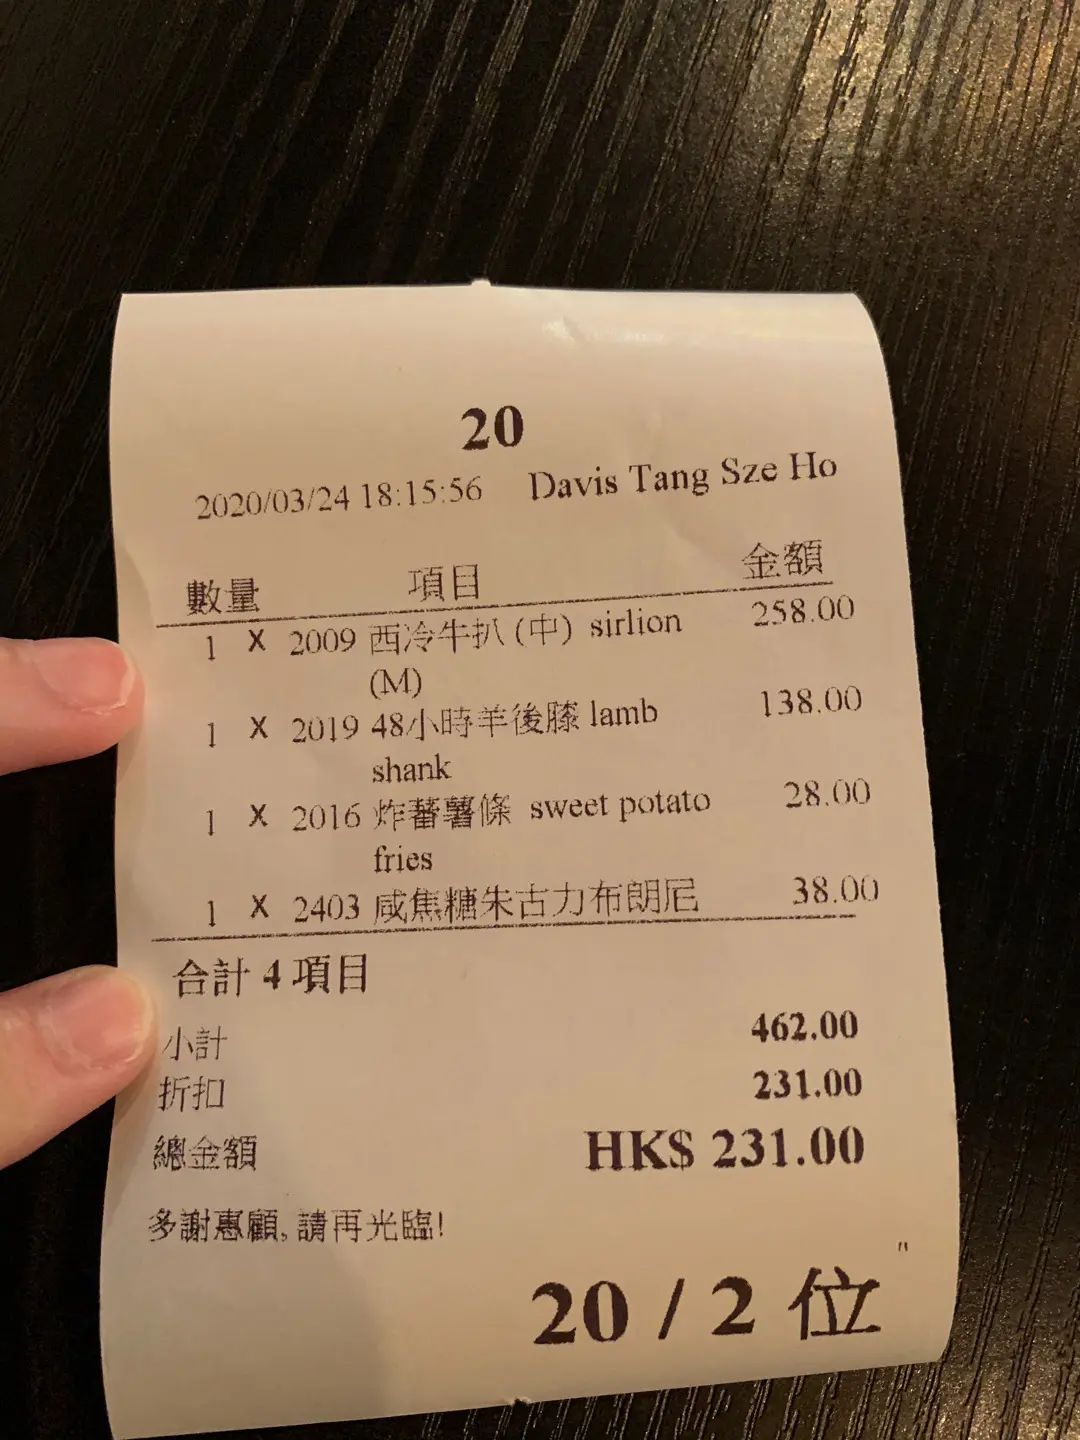 20
2020/03/24 18:15:56 Davis Tang Sze Ho
數量 項目 金額
1 X 2009 西冷牛扒 (中) sirlion 258.00
(M)
1 X 2019 48小時羊後膝 lamb 138.00
shank
1 X 2016 炸蕃薯條 sweet potato 28.00
fries
1 X 2403 咸焦糖朱古力布朗尼 38.00
合計 4 項目
小計 462.00
折扣 231.00
總金額 HK$ 231.00
多謝惠顧, 請再光臨!
"
20 / 2 位